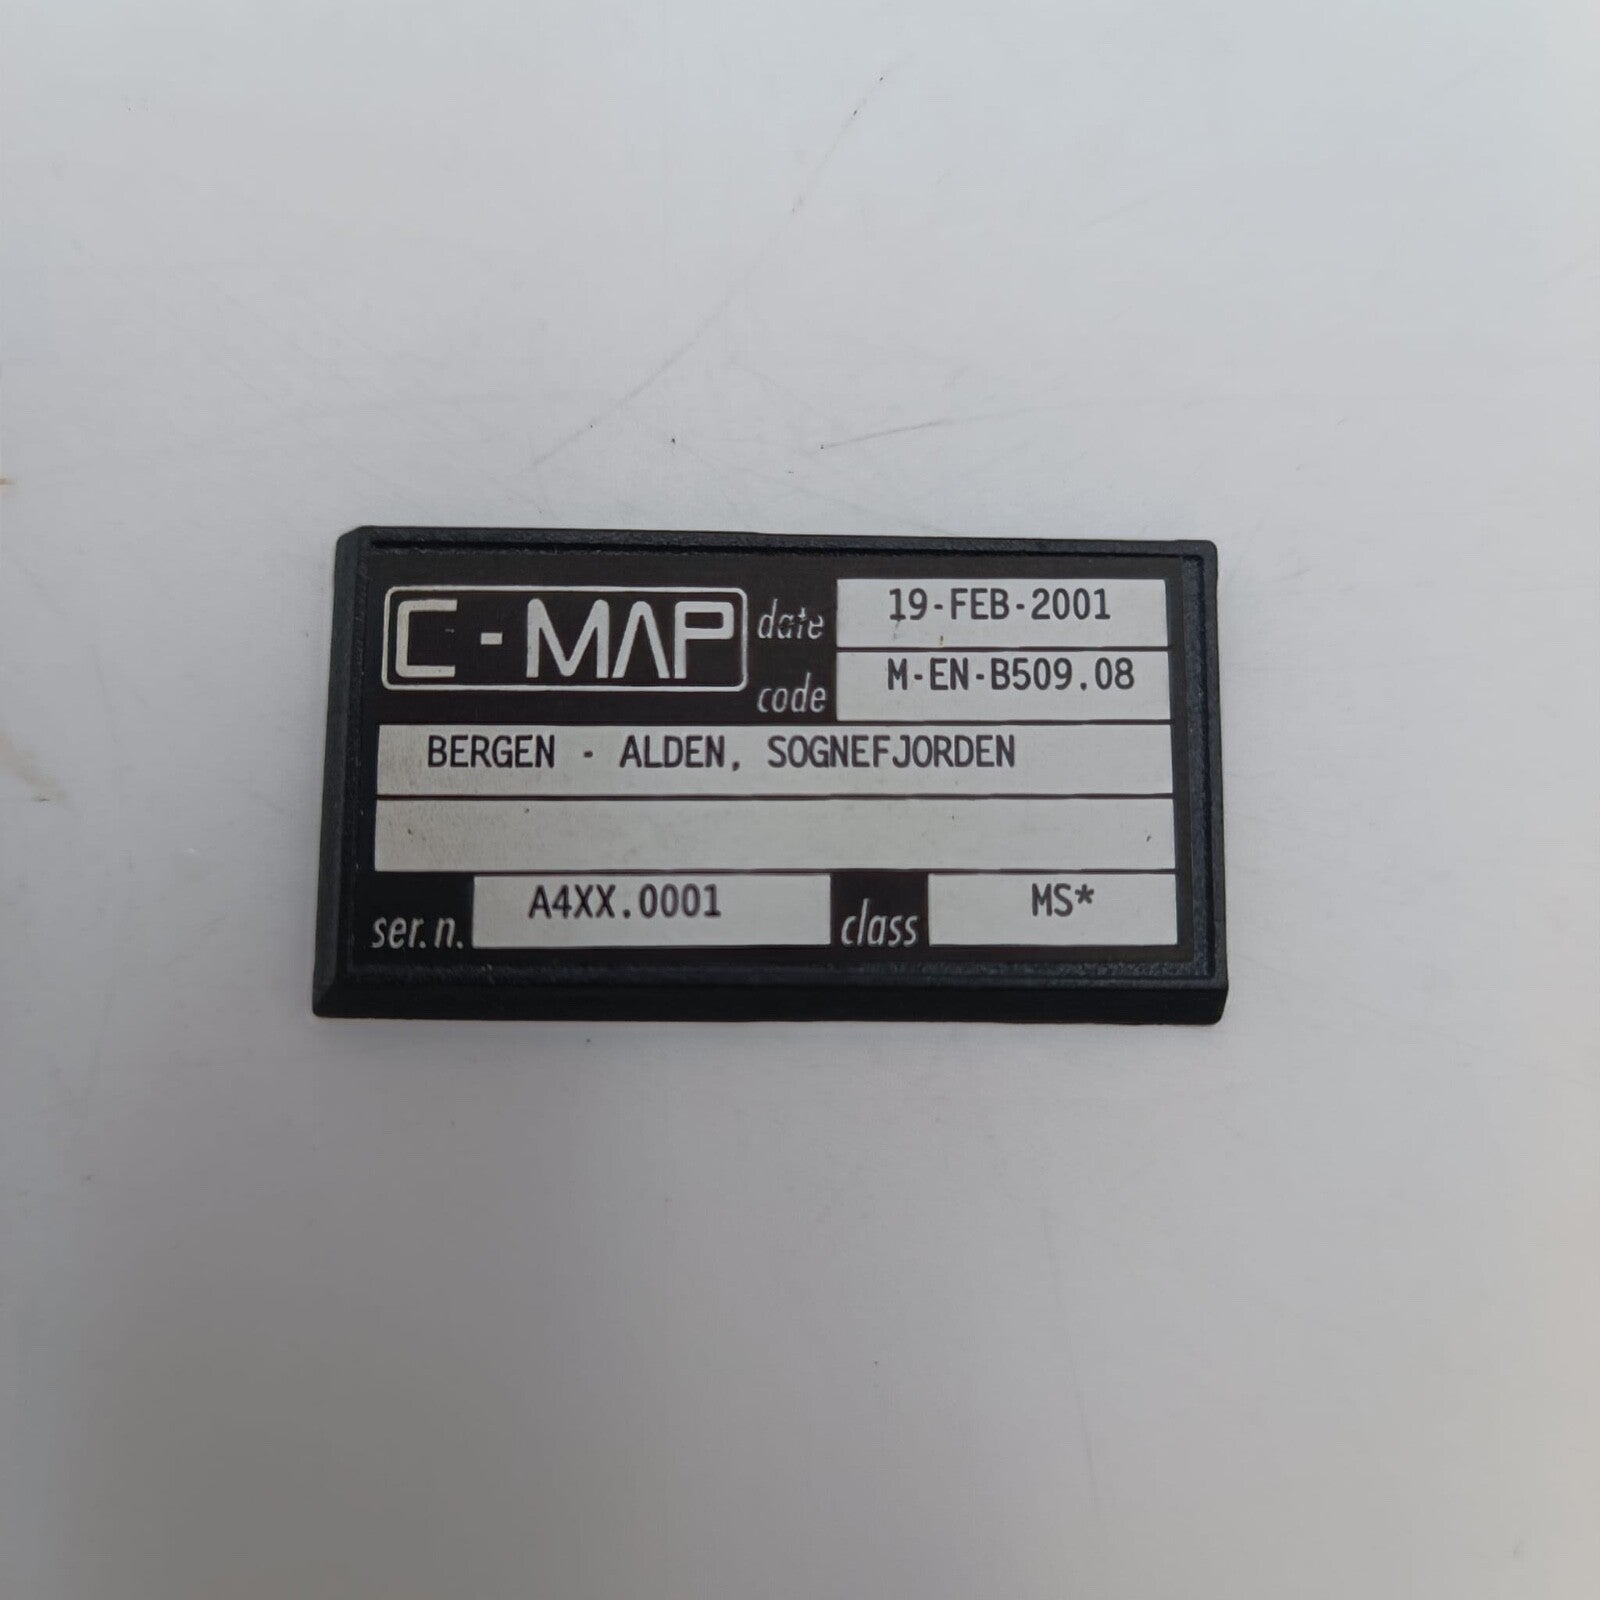 C-MAP date 19-FEB-2001
code M-EN-B509.08
BERGEN - ALDEN, SOGNEFJORDEN
ser.n. A4XX.0001 class MS*